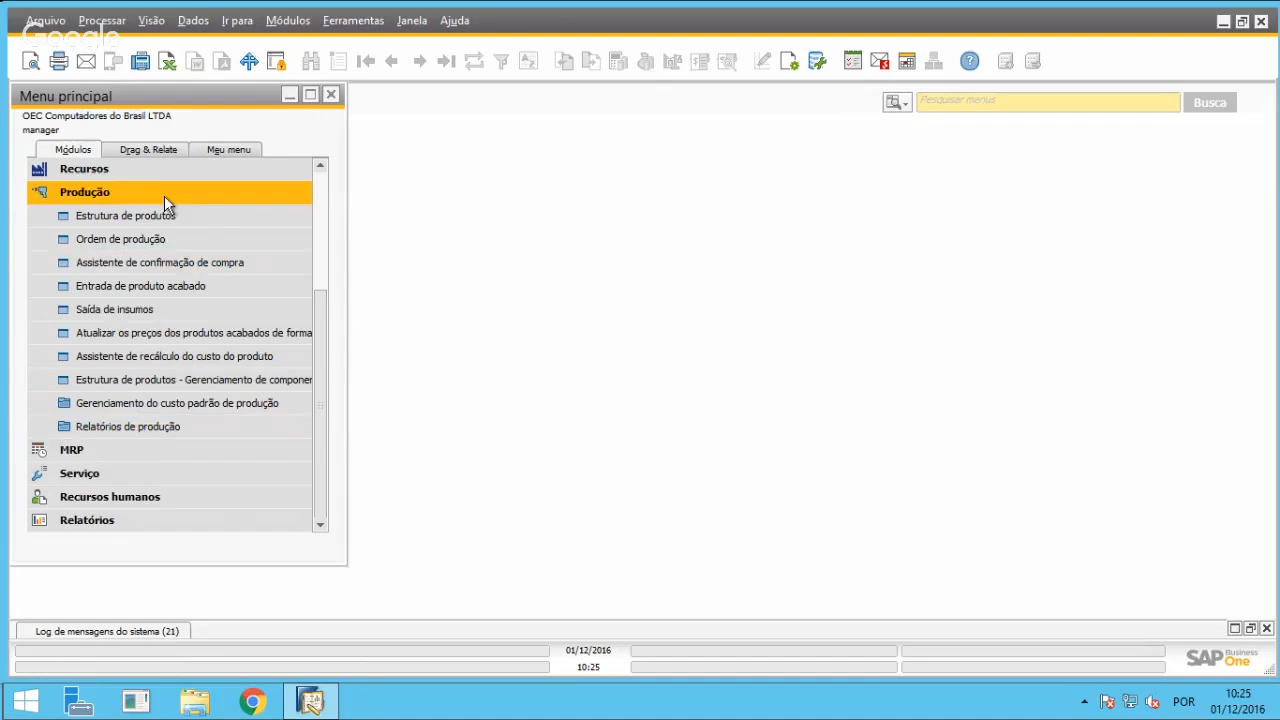 Arquivo Processar Visão Dados Ir para Módulos Ferramentas Janela Ajuda
Google
Menu principal
OEC Computadores do Brasil LTDA
manager
Pesquisar menus
Busca
Módulos Drag & Relate Meu menu
Recursos
Produção
Estrutura de produtos
Ordem de produção
Assistente de confirmação de compra
Entrada de produto acabado
Saída de insumos
Atualizar os preços dos produtos acabados de forma
Assistente de recálculo do custo do produto
Estrutura de produtos - Gerenciamento de componen
Gerenciamento do custo padrão de produção
Relatórios de produção
MRP
Serviço
Recursos humanos
Relatórios
Log de mensagens do sistema (21)
01/12/2016
10:25
SAP Business One
POR
10:25
01/12/2016